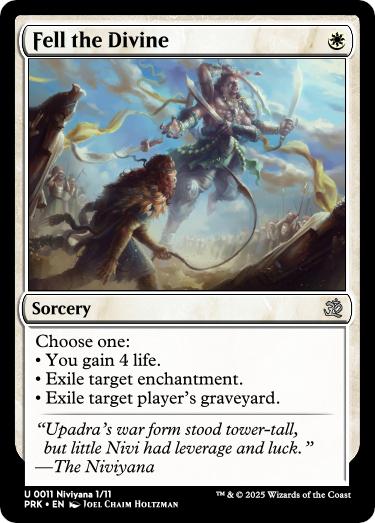 Fell the Divine
Sorcery
Choose one:
• You gain 4 life.
• Exile target enchantment.
• Exile target player's graveyard.
“Upadra's war form stood tower-tall,
but little Nivi had leverage and luck.”
—The Niviyana
U 0011 Niviyana 1/11
PRK • EN Joel Chaim Holtzman
™ & © 2025 Wizards of the Coast